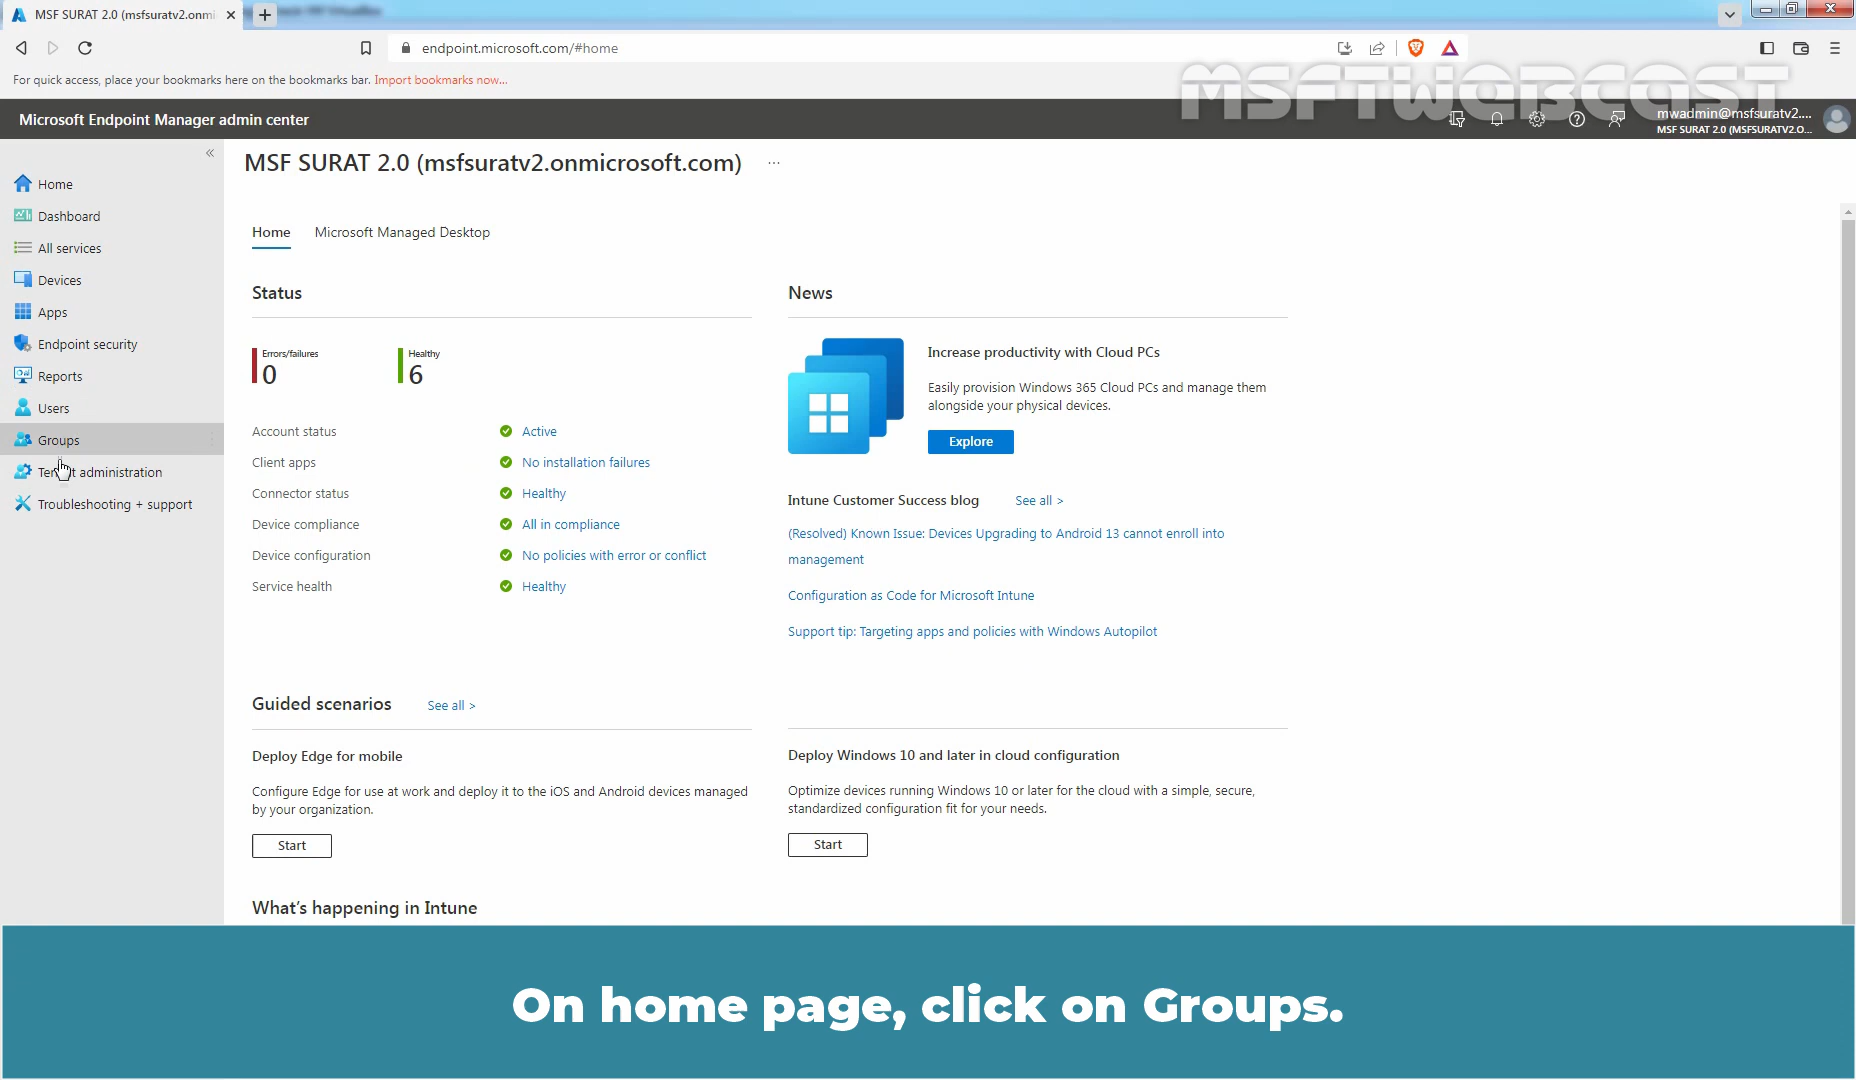 MSF SURAT 2.0 (msfsuratv2.onmi
endpoint.microsoft.com/#home
For quick access, place your bookmarks here on the bookmarks bar. Import bookmarks now...
MSFTWEBCAST
Microsoft Endpoint Manager admin center
mwadmin@msfsuratv2....
MSF SURAT 2.0 (MSFSURATV2.O...
Home
Dashboard
All services
Devices
Apps
Endpoint security
Reports
Users
Groups
Tenant administration
Troubleshooting + support
MSF SURAT 2.0 (msfsuratv2.onmicrosoft.com) ...
Home Microsoft Managed Desktop
Status
Errors/failures
0
Healthy
6
Account status Active
Client apps No installation failures
Connector status Healthy
Device compliance All in compliance
Device configuration No policies with error or conflict
Service health Healthy
News
Increase productivity with Cloud PCs
Easily provision Windows 365 Cloud PCs and manage them
alongside your physical devices.
Explore
Intune Customer Success blog See all >
(Resolved) Known Issue: Devices Upgrading to Android 13 cannot enroll into
management
Configuration as Code for Microsoft Intune
Support tip: Targeting apps and policies with Windows Autopilot
Guided scenarios See all >
Deploy Edge for mobile
Configure Edge for use at work and deploy it to the iOS and Android devices managed
by your organization.
Start
Deploy Windows 10 and later in cloud configuration
Optimize devices running Windows 10 or later for the cloud with a simple, secure,
standardized configuration fit for your needs.
Start
What's happening in Intune
On home page, click on Groups.